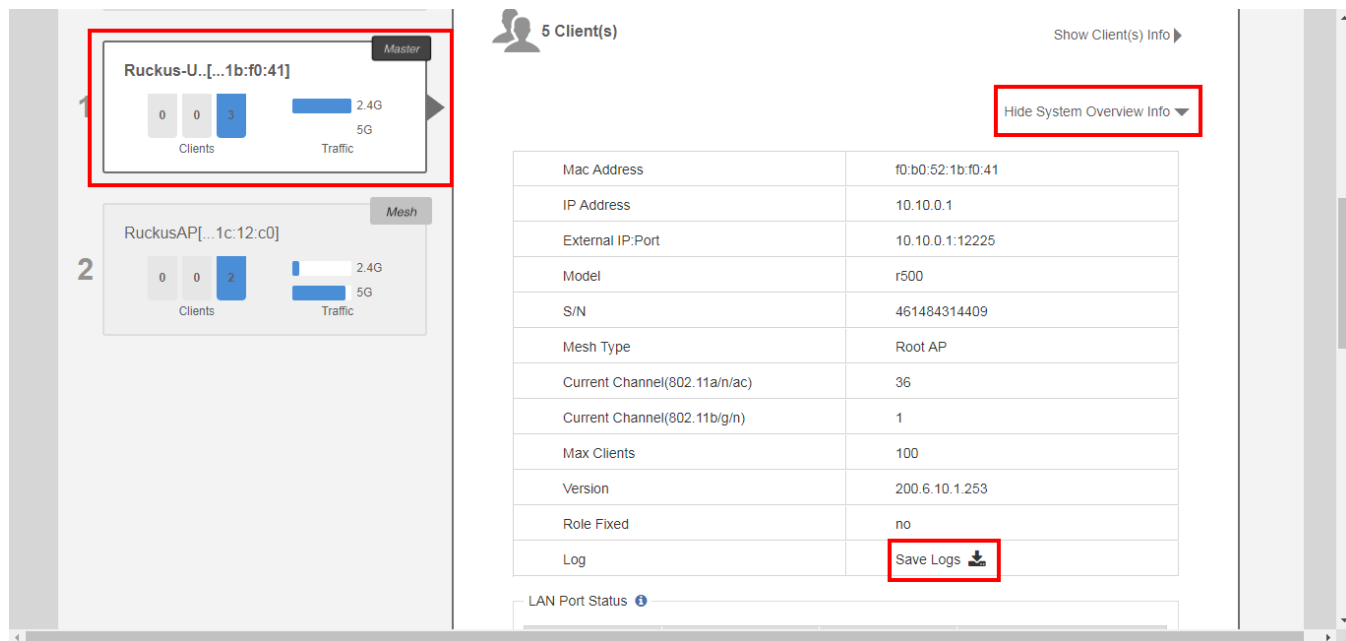 Master
Ruckus-U..[...1b:f0:41]
1
0 0 3
2.4G
5G
Clients
Traffic
Mesh
RuckusAP[...1c:12:c0]
2
0 0 2
2.4G
5G
Clients
Traffic
5 Client(s)
Show Client(s) Info
Hide System Overview Info
Mac Address f0:b0:52:1b:f0:41
IP Address 10.10.0.1
External IP:Port 10.10.0.1:12225
Model r500
S/N 461484314409
Mesh Type Root AP
Current Channel(802.11a/n/ac) 36
Current Channel(802.11b/g/n) 1
Max Clients 100
Version 200.6.10.1.253
Role Fixed no
Log Save Logs
LAN Port Status